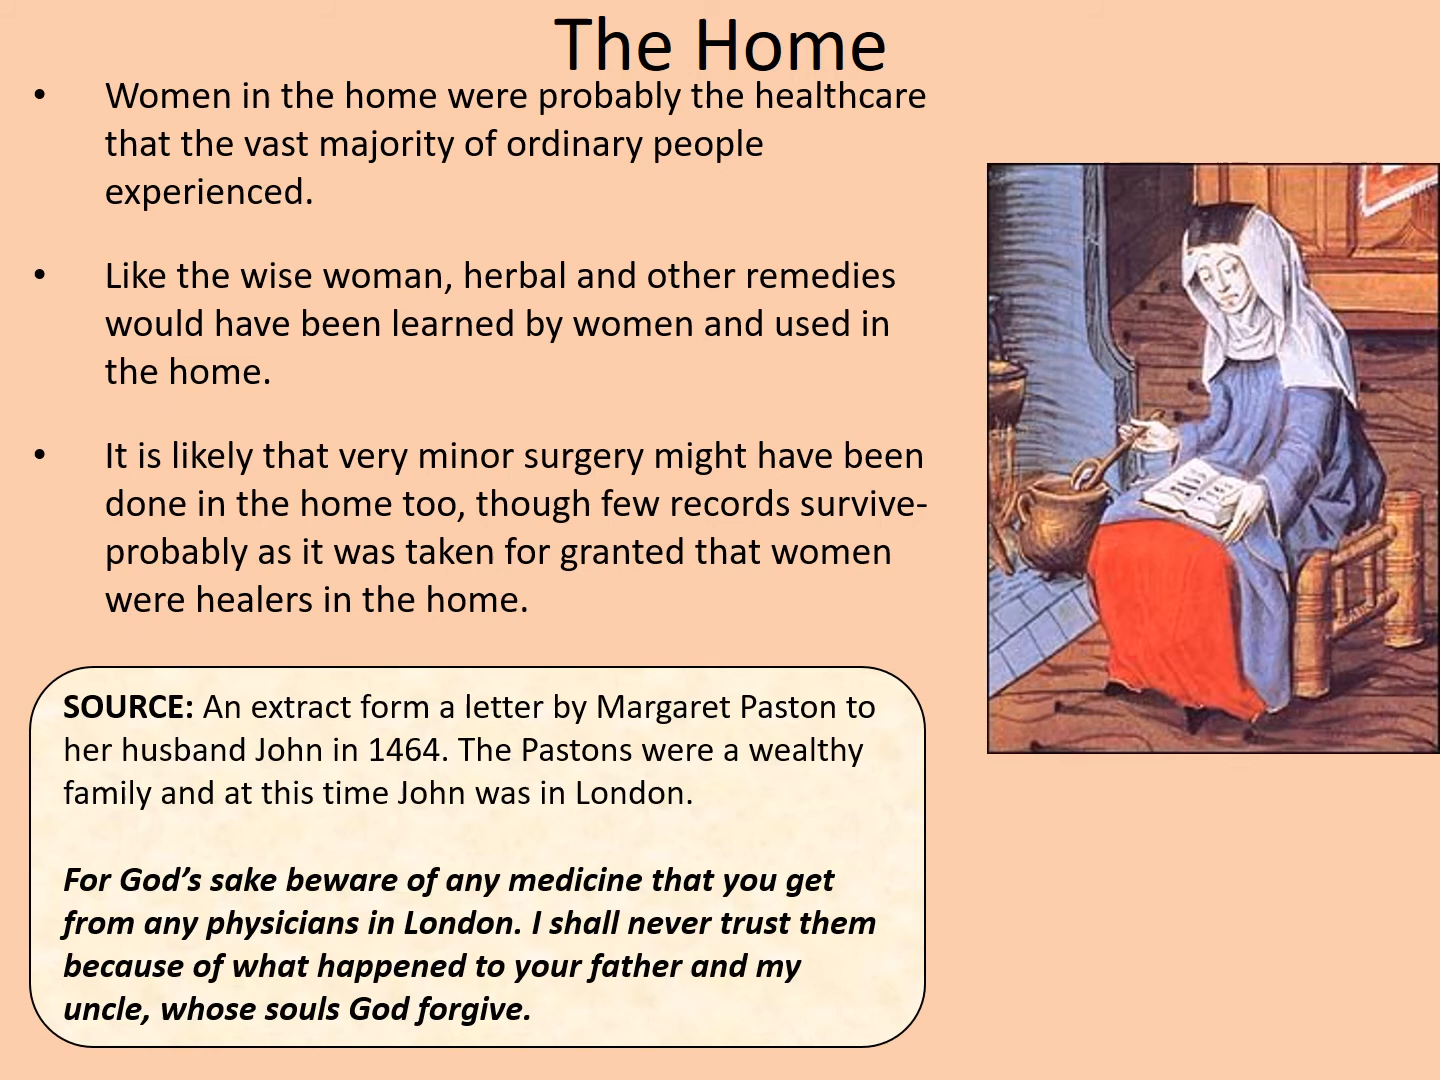 The Home
• Women in the home were probably the healthcare
that the vast majority of ordinary people
experienced.
• Like the wise woman, herbal and other remedies
would have been learned by women and used in
the home.
• It is likely that very minor surgery might have been
done in the home too, though few records survive-
probably as it was taken for granted that women
were healers in the home.
SOURCE: An extract form a letter by Margaret Paston to
her husband John in 1464. The Pastons were a wealthy
family and at this time John was in London.
For God’s sake beware of any medicine that you get
from any physicians in London. I shall never trust them
because of what happened to your father and my
uncle, whose souls God forgive.